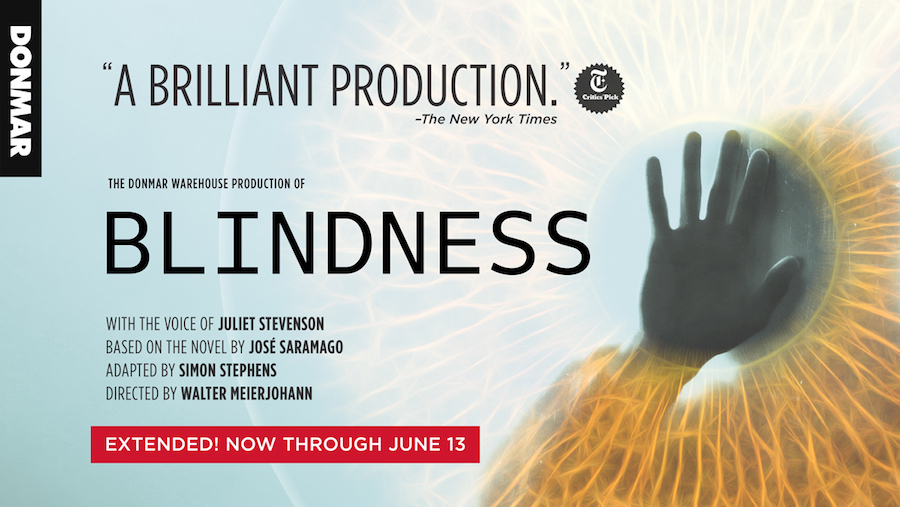 DONMAR
“A BRILLIANT PRODUCTION.”
–The New York Times
T
Critics' Pick
THE DONMAR WAREHOUSE PRODUCTION OF
BLINDNESS
WITH THE VOICE OF JULIET STEVENSON
BASED ON THE NOVEL BY JOSÉ SARAMAGO
ADAPTED BY SIMON STEPHENS
DIRECTED BY WALTER MEIERJOHANN
EXTENDED! NOW THROUGH JUNE 13